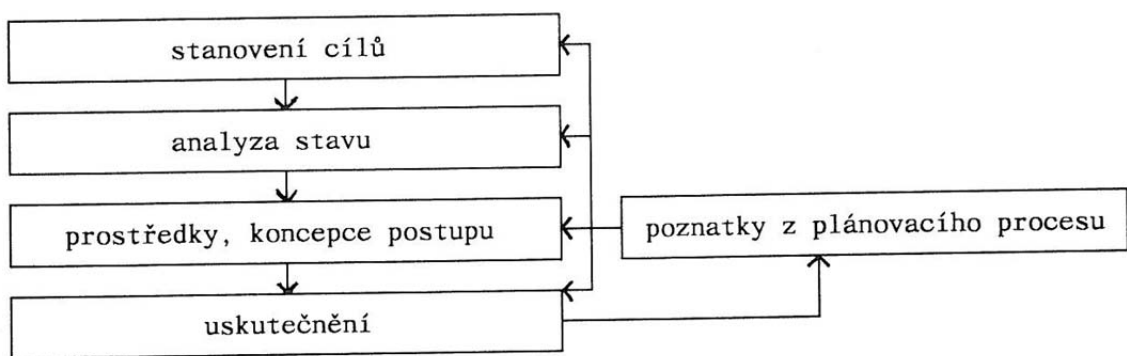 stanovení cílů
analyza stavu
prostředky, koncepce postupu
poznatky z plánovacího procesu
uskutečnění